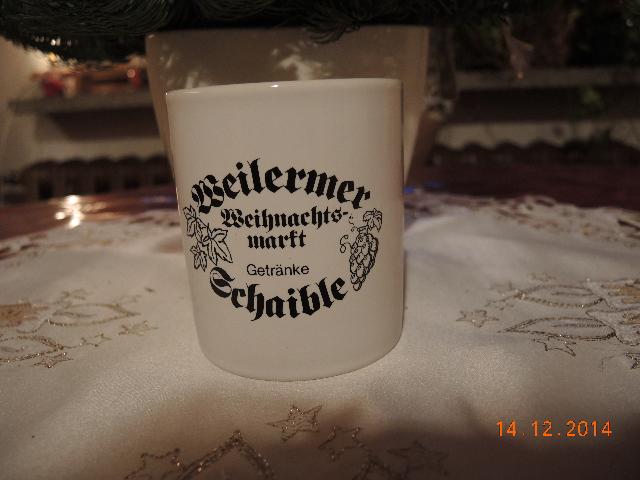 Weilermer
Weihnachts-
markt
Getränke
Schaible
14.12.2014